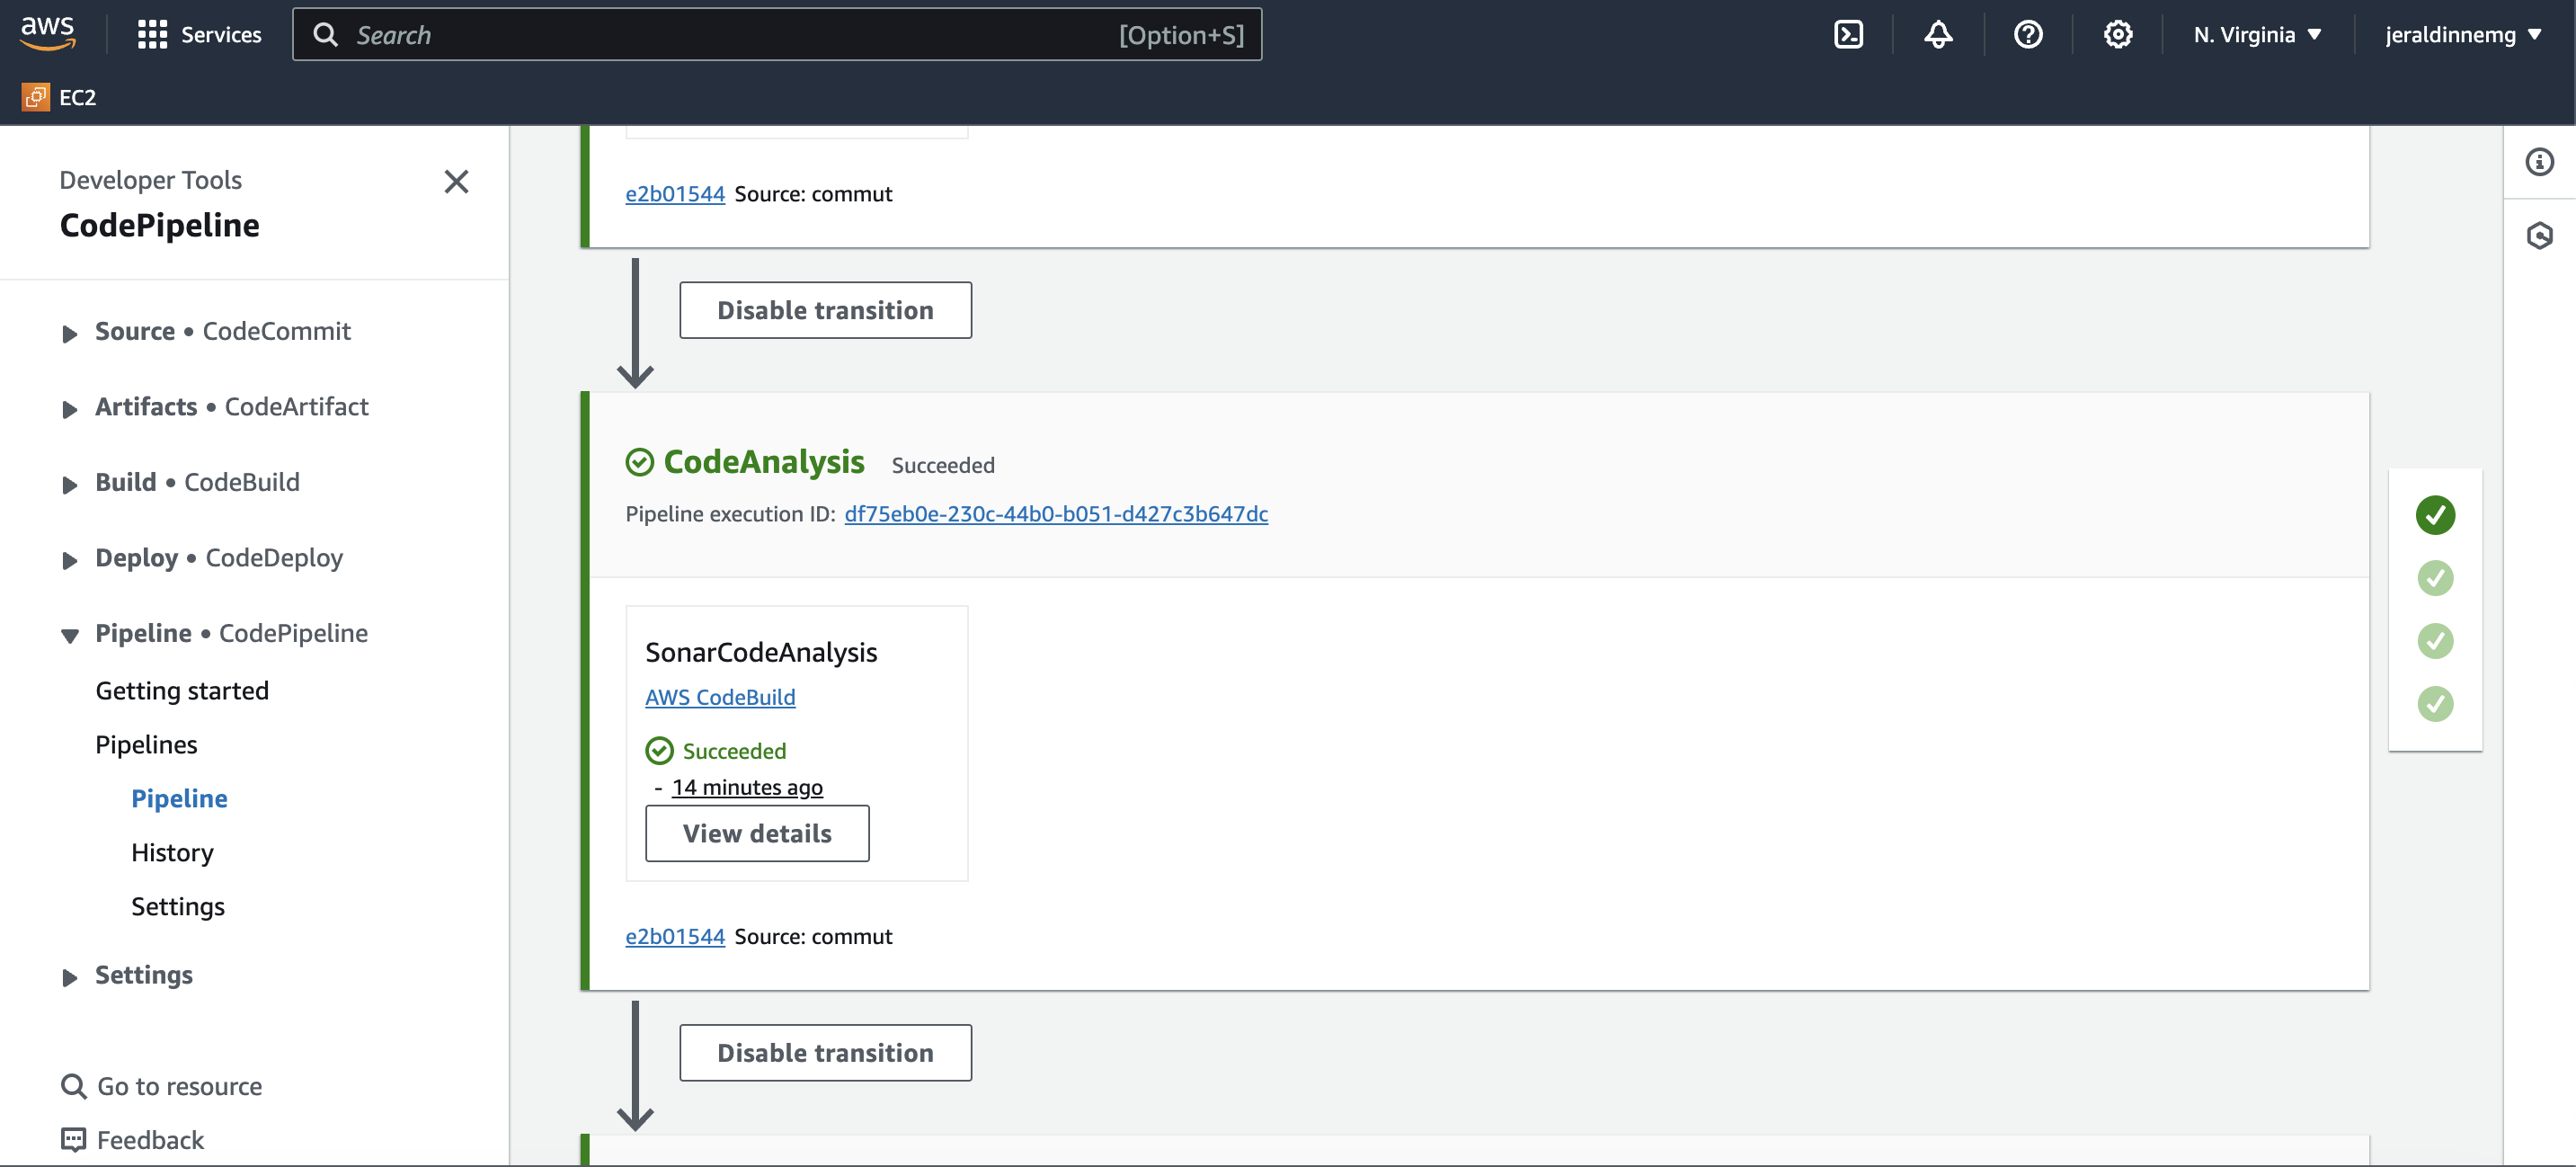 aws
Services
Search
[Option+S]
N. Virginia
jeraldinnemg
EC2
Developer Tools
CodePipeline
Source • CodeCommit
Artifacts • CodeArtifact
Build • CodeBuild
Deploy • CodeDeploy
Pipeline • CodePipeline
Getting started
Pipelines
Pipeline
History
Settings
Settings
Go to resource
Feedback
e2b01544 Source: commut
Disable transition
CodeAnalysis Succeeded
Pipeline execution ID: df75eb0e-230c-44b0-b051-d427c3b647dc
SonarCodeAnalysis
AWS CodeBuild
Succeeded
- 14 minutes ago
View details
e2b01544 Source: commut
Disable transition